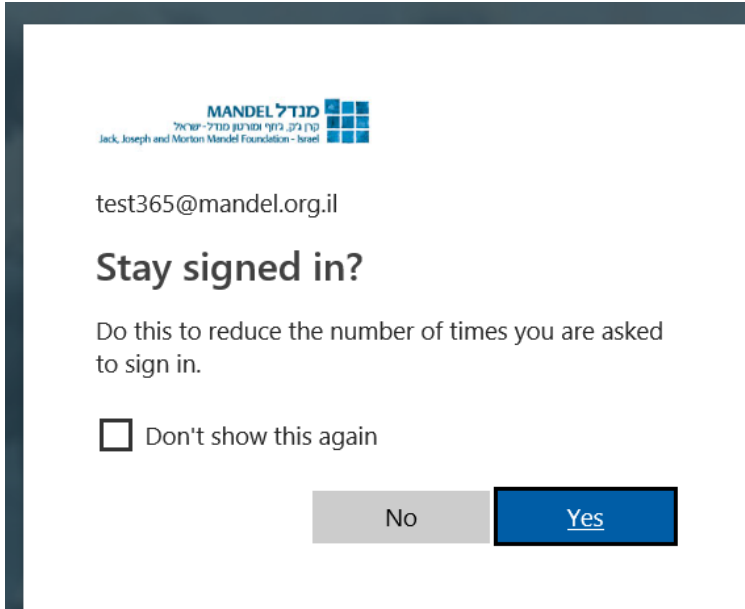 מנדל MANDEL
קרן ג'ק, ג'וזף ומורטון מנדל-ישראל
Jack, Joseph and Morton Mandel Foundation - Israel
test365@mandel.org.il
Stay signed in?
Do this to reduce the number of times you are asked
to sign in.
Don't show this again
No
Yes